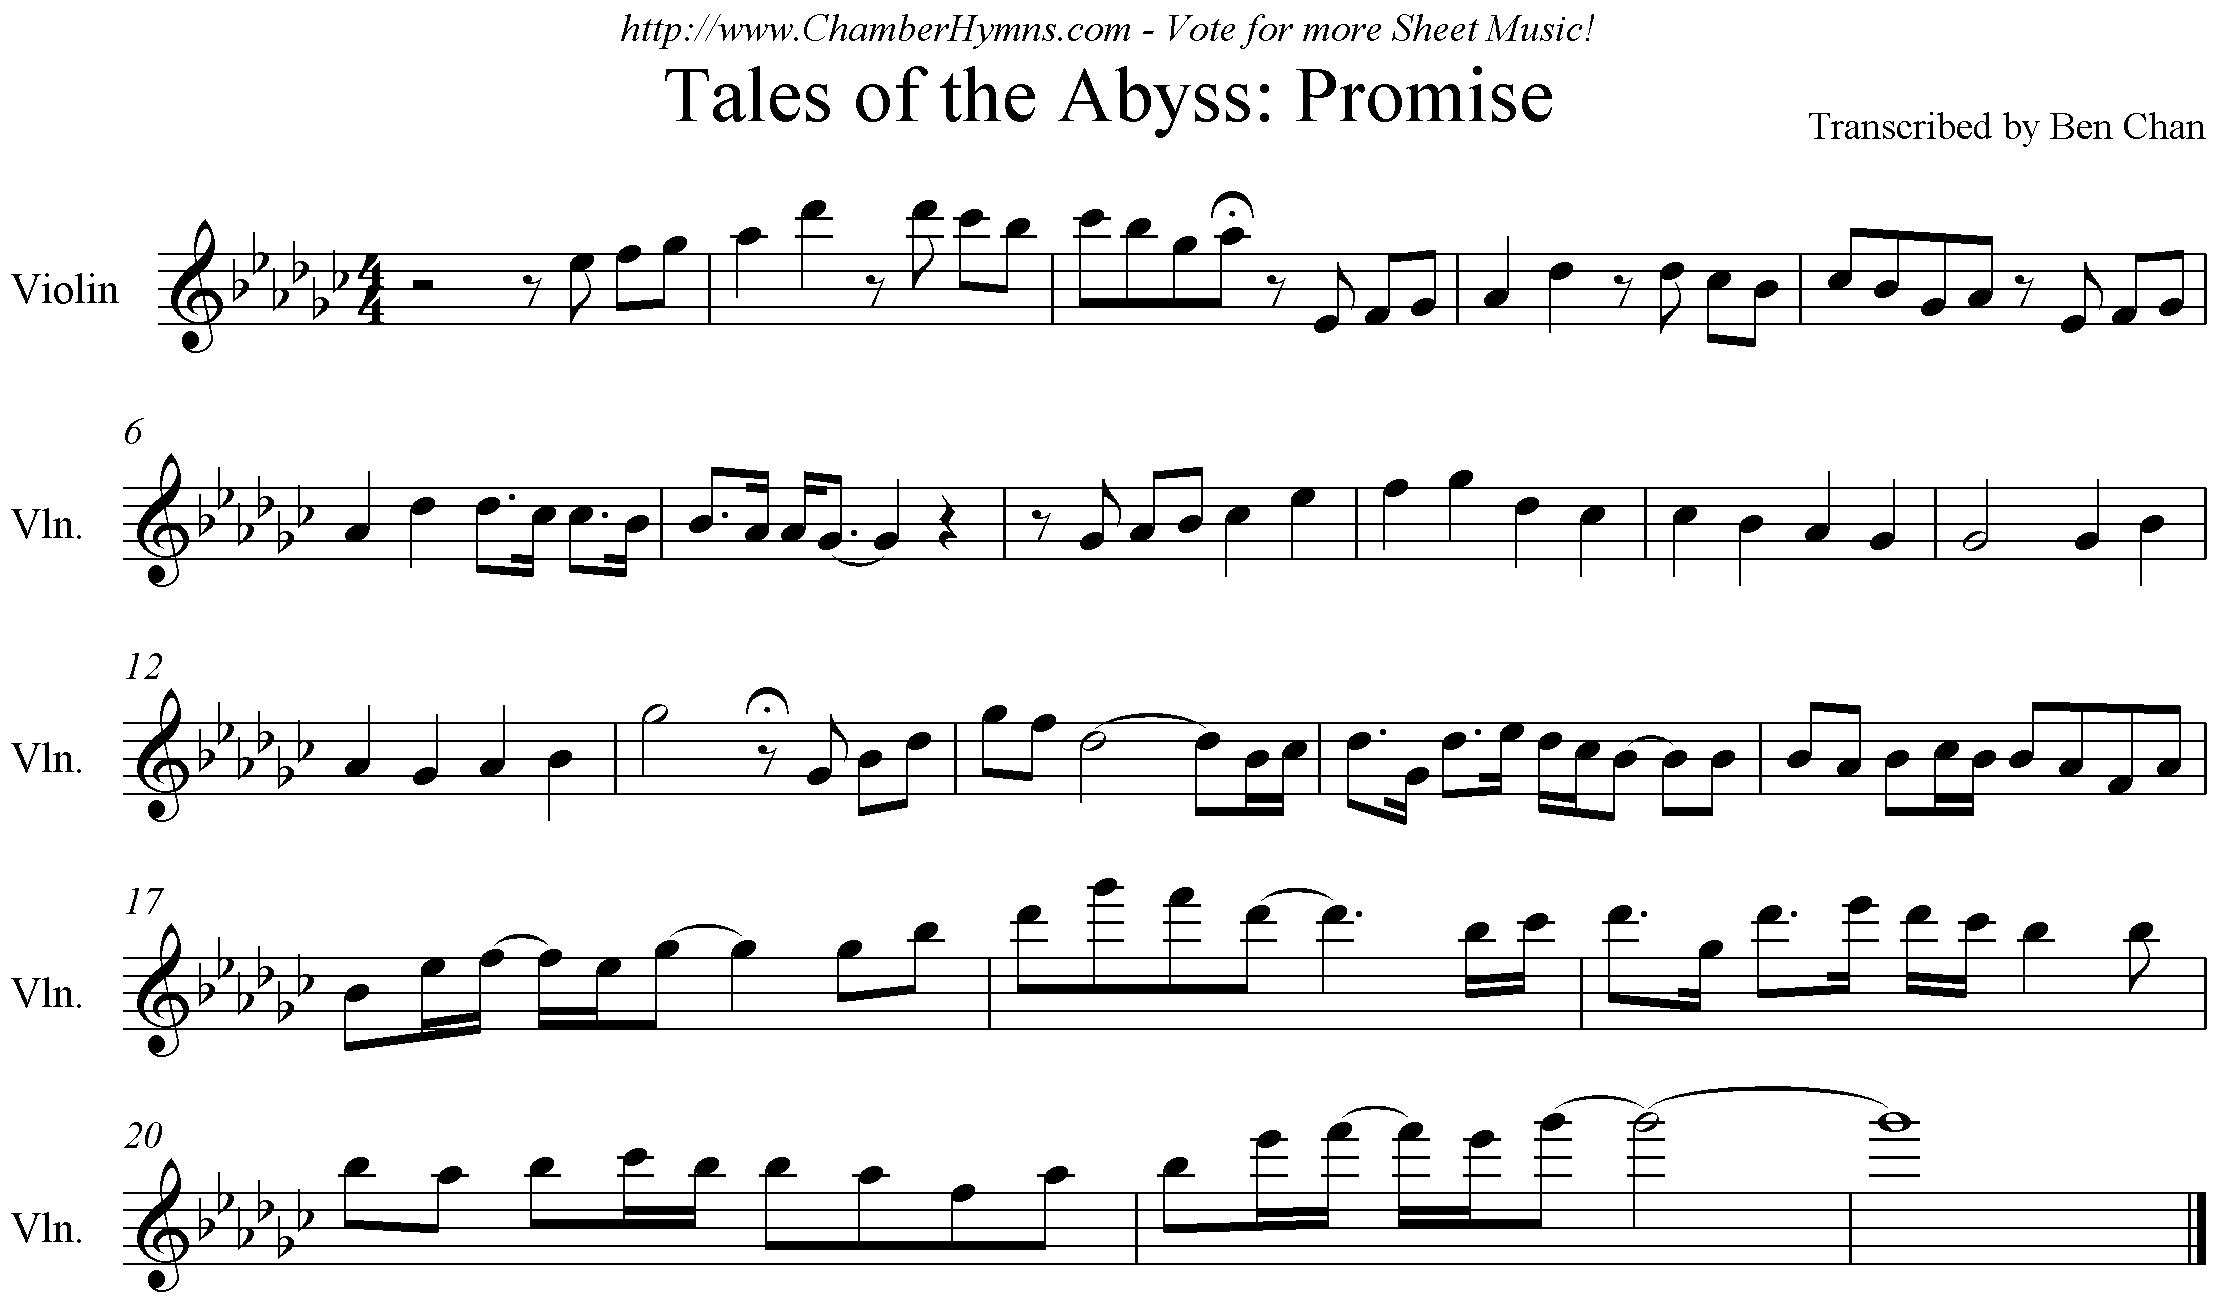 http://www.ChamberHymns.com - Vote for more Sheet Music!
Tales of the Abyss: Promise
Transcribed by Ben Chan
Violin
4
4
6
Vln.
12
Vln.
17
Vln.
20
Vln.